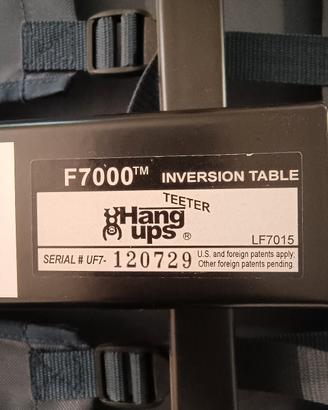 F7000™ INVERSION TABLE
TEETER
Hang
ups®
LF7015
SERIAL # UF7- 120729
U.S. and foreign patents apply;
Other foreign patents pending.